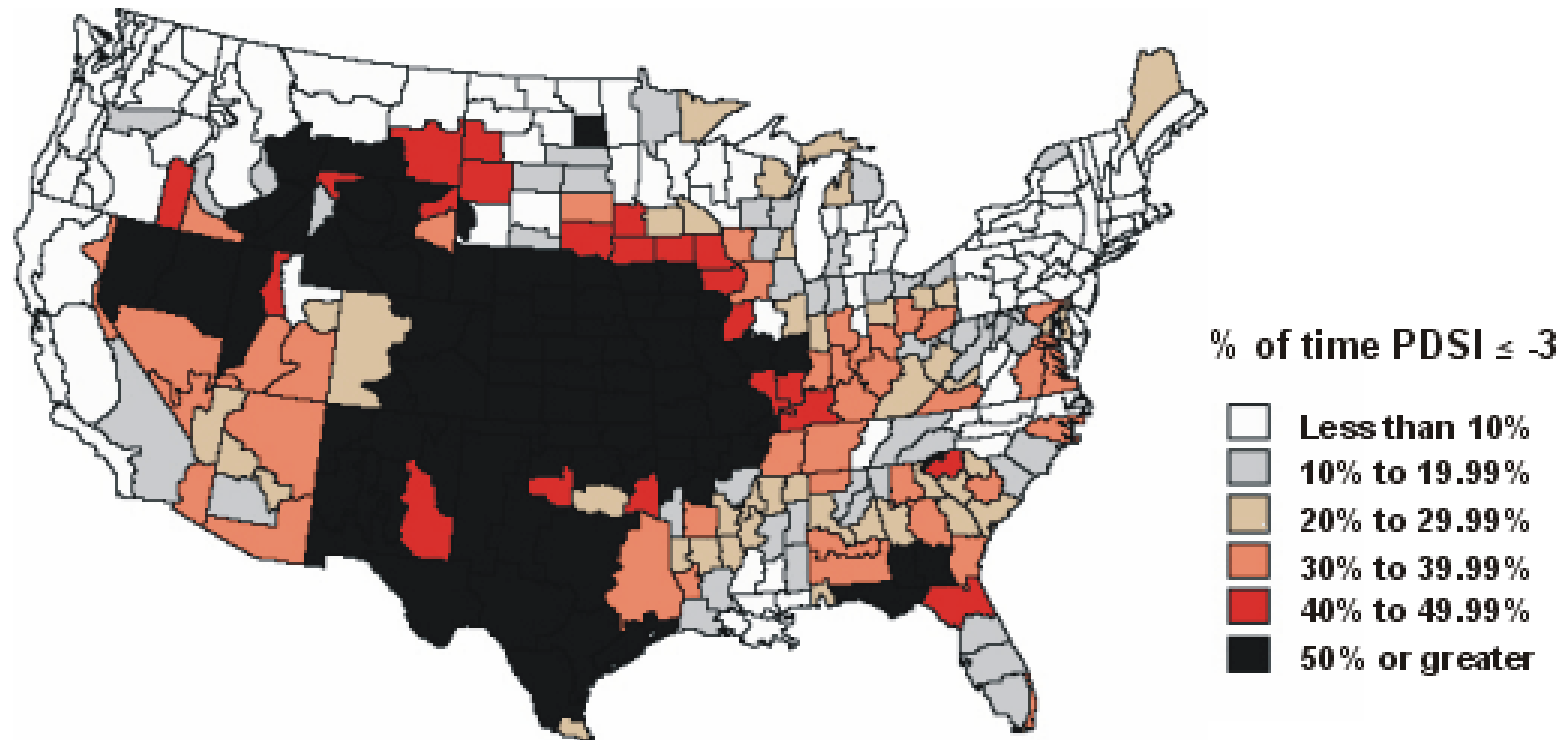 % of time PDSI ≤ -3
Less than 10%
10% to 19.99%
20% to 29.99%
30% to 39.99%
40% to 49.99%
50% or greater